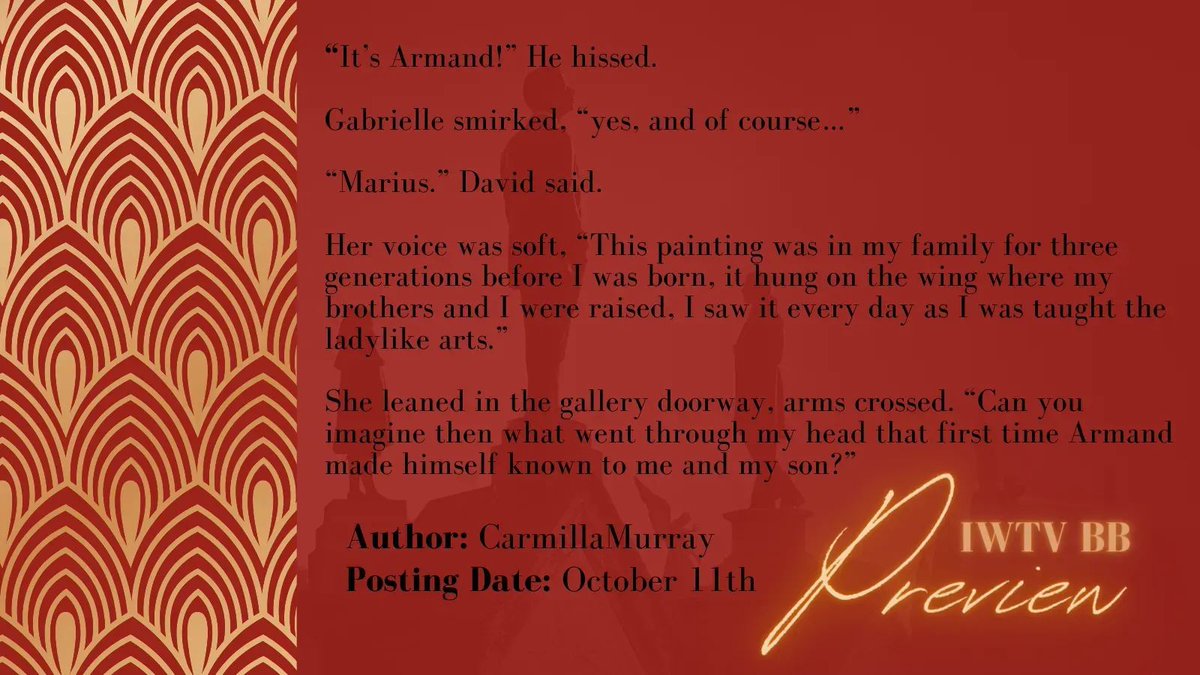 “It’s Armand!” He hissed.
Gabrielle smirked, “yes, and of course...”
“Marius.” David said.
Her voice was soft, “This painting was in my family for three
generations before I was born, it hung on the wing where my
brothers and I were raised, I saw it every day as I was taught the
ladylike arts.”
She leaned in the gallery doorway, arms crossed. “Can you
imagine then what went through my head that first time Armand
made himself known to me and my son?”
Author: CarmillaMurray
Posting Date: October 11th
IWTV BB
Preview